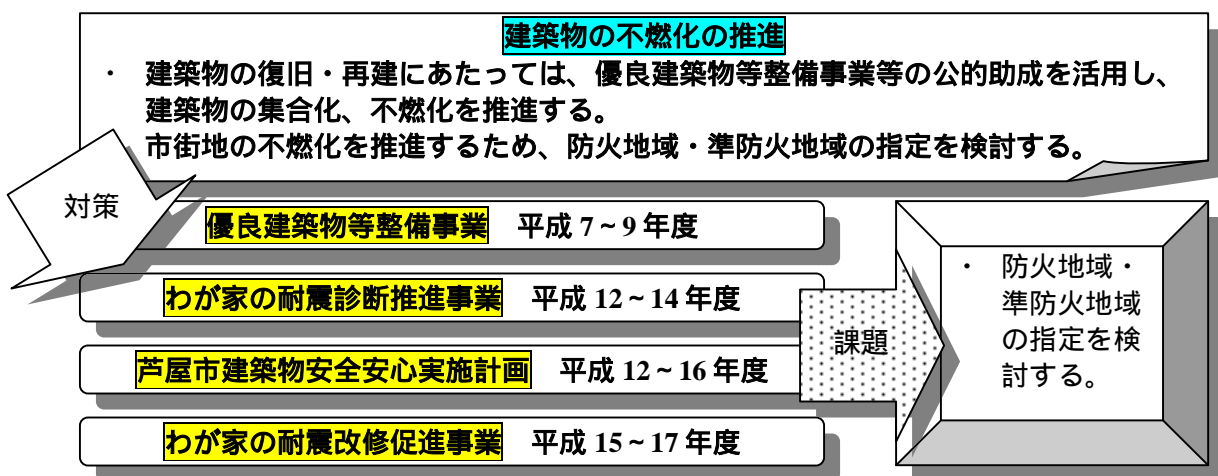 建築物の不燃化の推進
・ 建築物の復旧・再建にあたっては、優良建築物等整備事業等の公的助成を活用し、
建築物の集合化、不燃化を推進する。
市街地の不燃化を推進するため、防火地域・準防火地域の指定を検討する。
対策
優良建築物等整備事業 平成 7~9 年度
わが家の耐震診断推進事業 平成 12~14 年度
芦屋市建築物安全安心実施計画 平成 12~16 年度
わが家の耐震改修促進事業 平成 15~17 年度
課題
・ 防火地域・
準防火地域
の指定を検
討する。